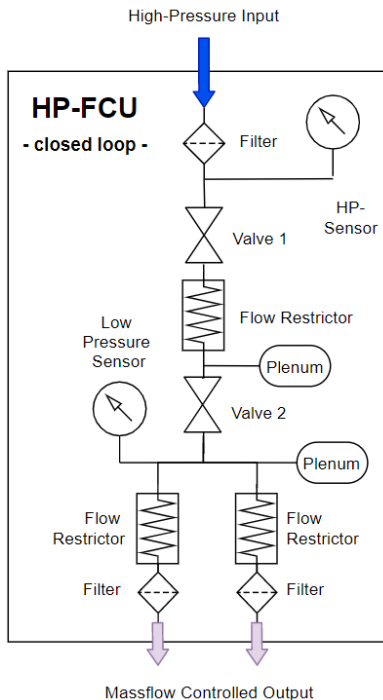 High-Pressure Input
HP-FCU
- closed loop -
Filter
HP-
Sensor
Valve 1
Flow Restrictor
Low
Pressure
Sensor
Plenum
Valve 2
Plenum
Flow
Restrictor
Flow
Restrictor
Filter
Filter
Massflow Controlled Output